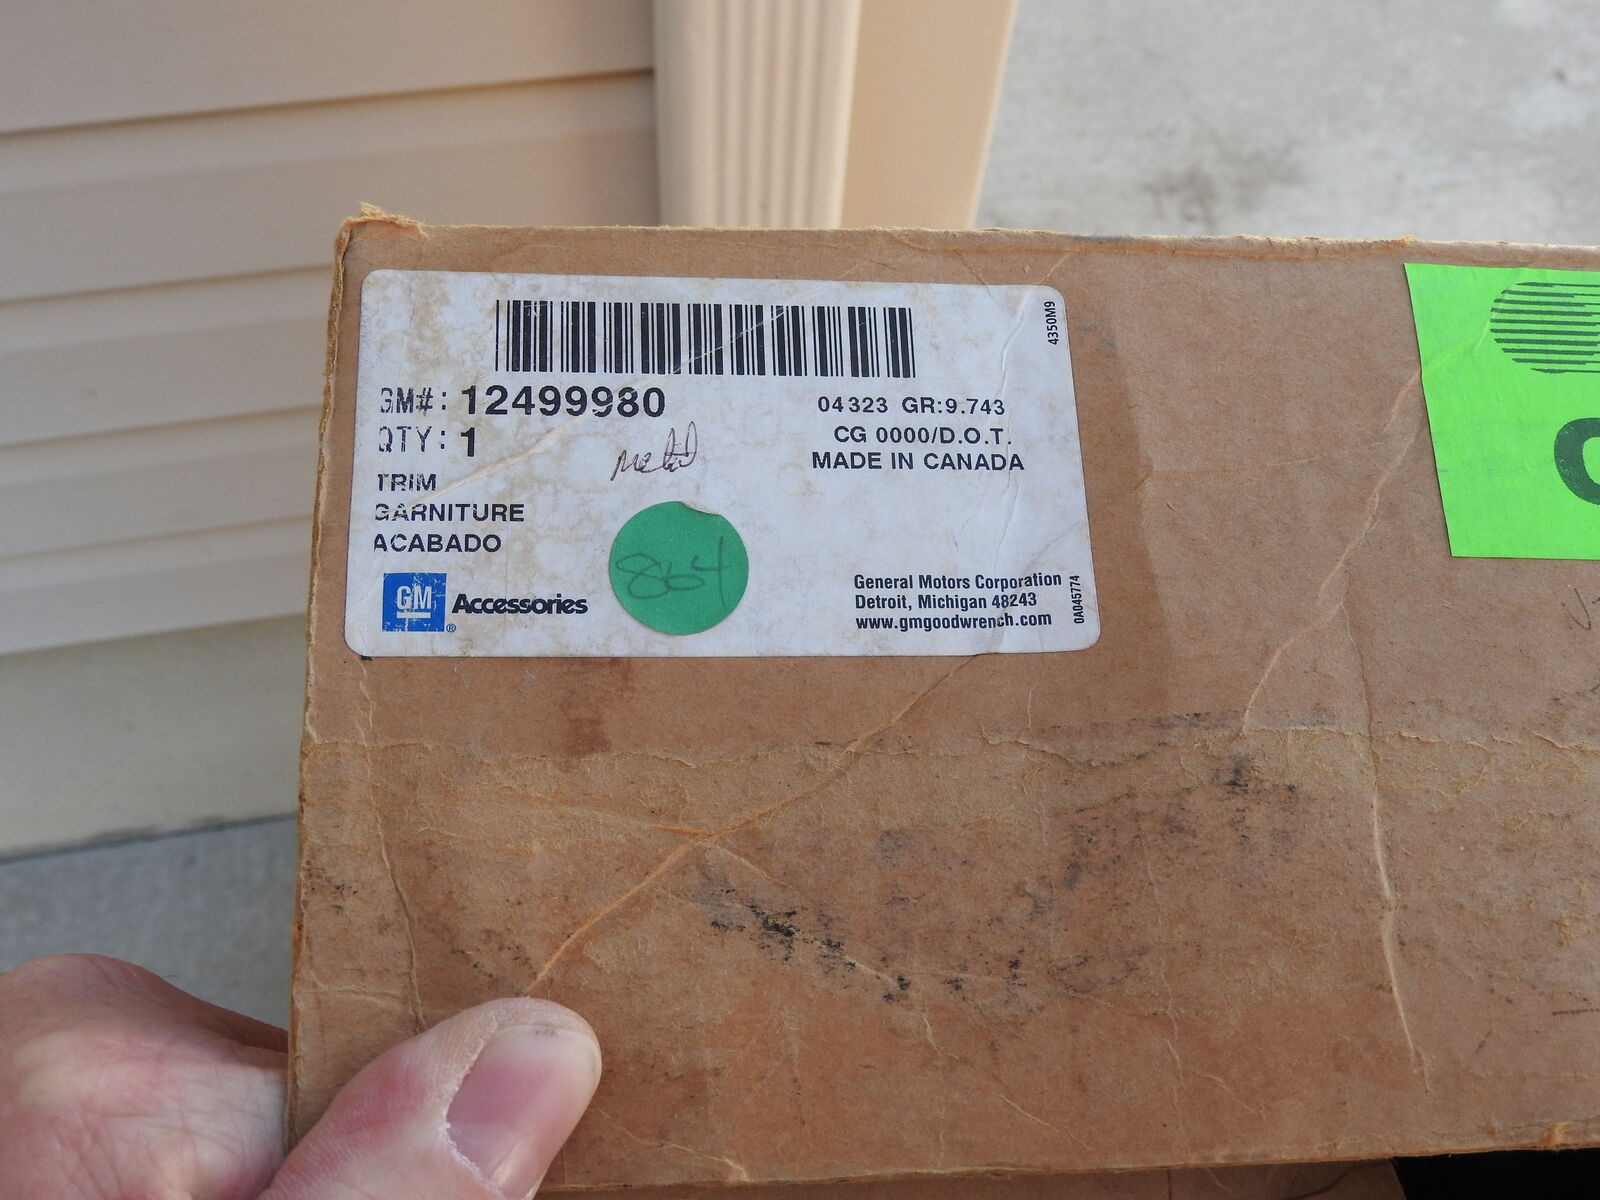 4350M9
GM#: 12499980
04323 GR:9.743
QTY: 1
CG 0000/D.O.T.
MADE IN CANADA
TRIM
GARNITURE
ACABADO
864
GM
® Accessories
General Motors Corporation
Detroit, Michigan 48243
www.gmgoodwrench.com
0A045774